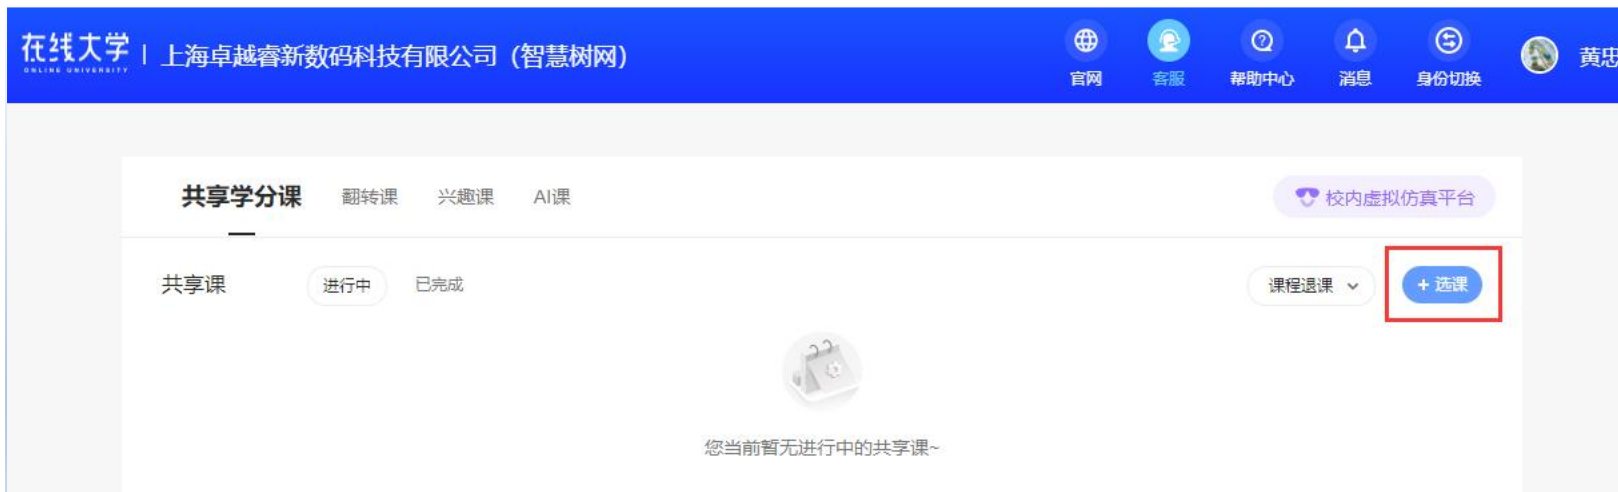 在线大学
ONLINE UNIVERSITY
上海卓越睿新数码科技有限公司（智慧树网）
官网
客服
帮助中心
消息
身份切换
黄忠
共享学分课 翻转课 兴趣课 AI课
校内虚拟仿真平台
共享课 进行中 已完成
课程退课
+ 选课
您当前暂无进行中的共享课~